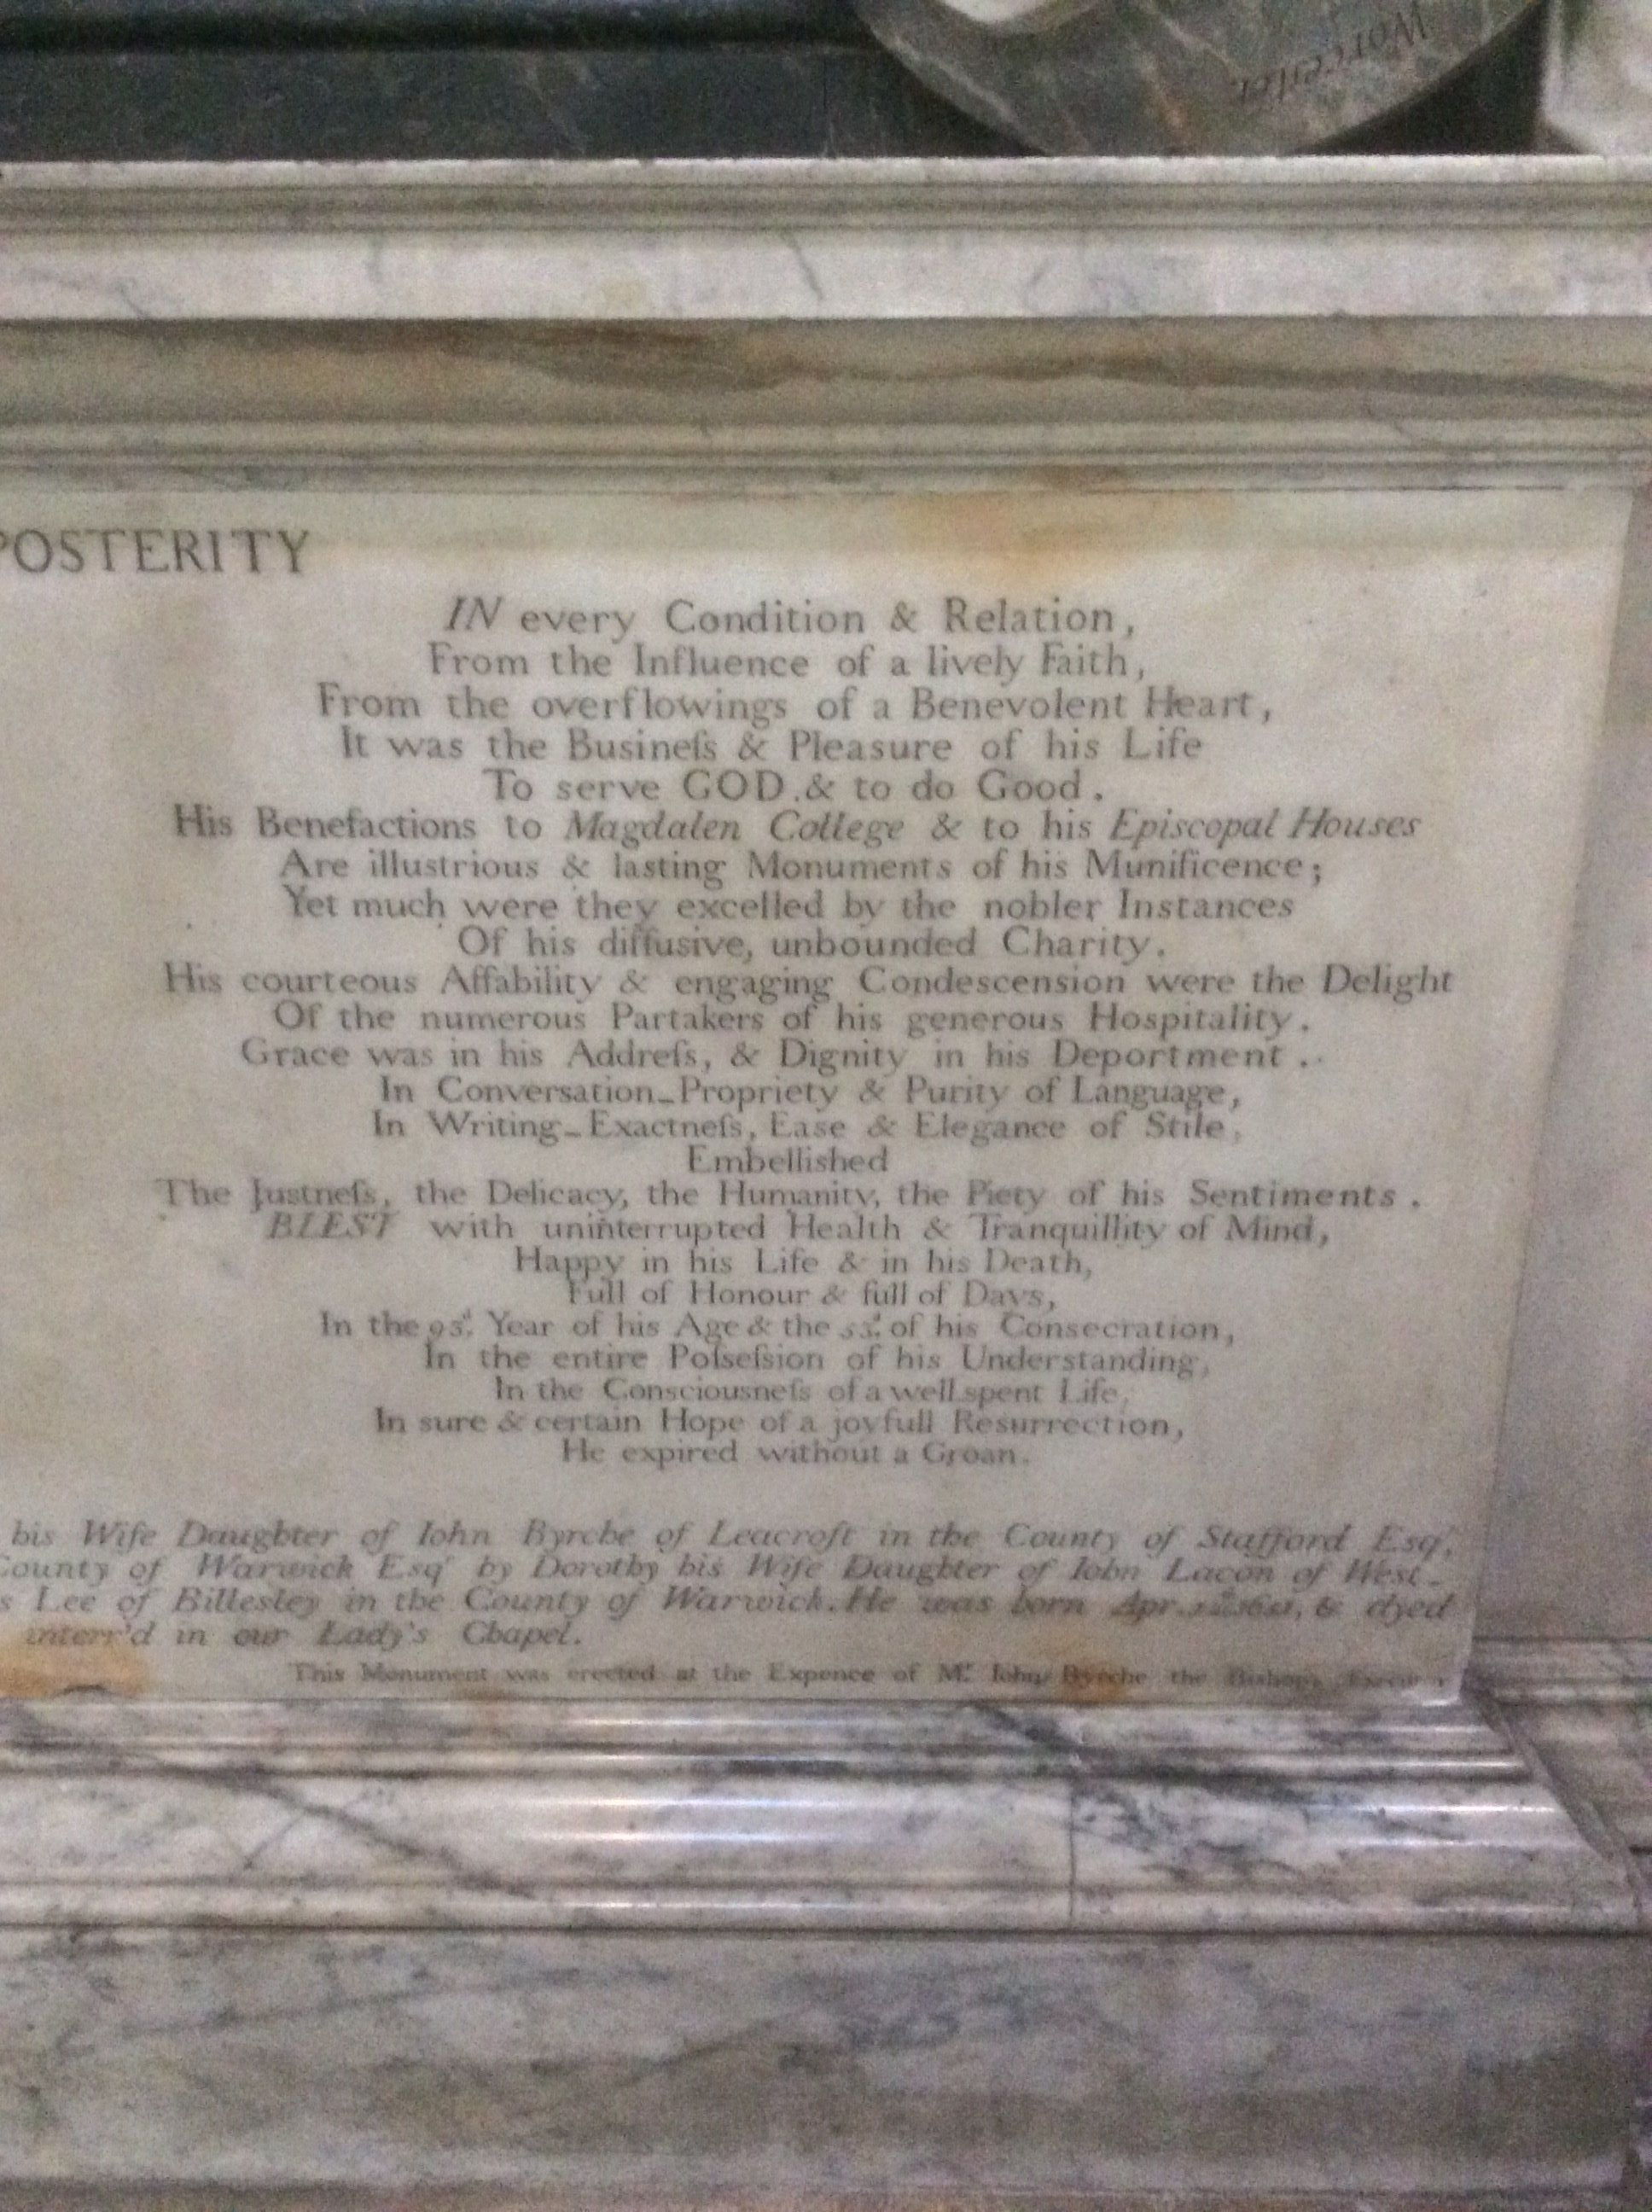 Worcester
POSTERITY
IN every Condition & Relation,
From the Influence of a lively Faith,
From the overflowings of a Benevolent Heart,
It was the Busineſs & Pleasure of his Life
To serve GOD.& to do Good.
His Benefactions to Magdalen College & to his Episcopal Houses
Are illustrious & lasting Monuments of his Munificence;
Yet much were they excelled by the nobler Instances
Of his diffusive, unbounded Charity.
His courteous Affability & engaging Condescension were the Delight
Of the numerous Partakers of his generous Hospitality.
Grace was in his Addreſs, & Dignity in his Deportment.
In Conversation_Propriety & Purity of Language,
In Writing_Exactneſs, Ease & Elegance of Stile,
Embellished
The Justneſs, the Delicacy, the Humanity, the Piety of his Sentiments.
BLEST with uninterrupted Health & Tranquillity of Mind,
Happy in his Life & in his Death,
Full of Honour & full of Days,
In the 93d. Year of his Age & the 53d. of his Consecration,
In the entire Poſseſsion of his Understanding,
In the Consciousneſs of a well spent Life,
In sure & certain Hope of a joyfull Resurrection,
He expired without a Groan.
his Wife Daughter of Iohn Byrche of Leacroft in the County of Stafford Esqr.
County of Warwick Esqr by Dorothy his Wife Daughter of Iohn Lacon of West_
s Lee of Billesley in the County of Warwick. He was born Apr. & dyed
interr'd in our Lady's Chapel.
This Monument was erected at the Expence of Mr. Iohn Byrche the Bishops